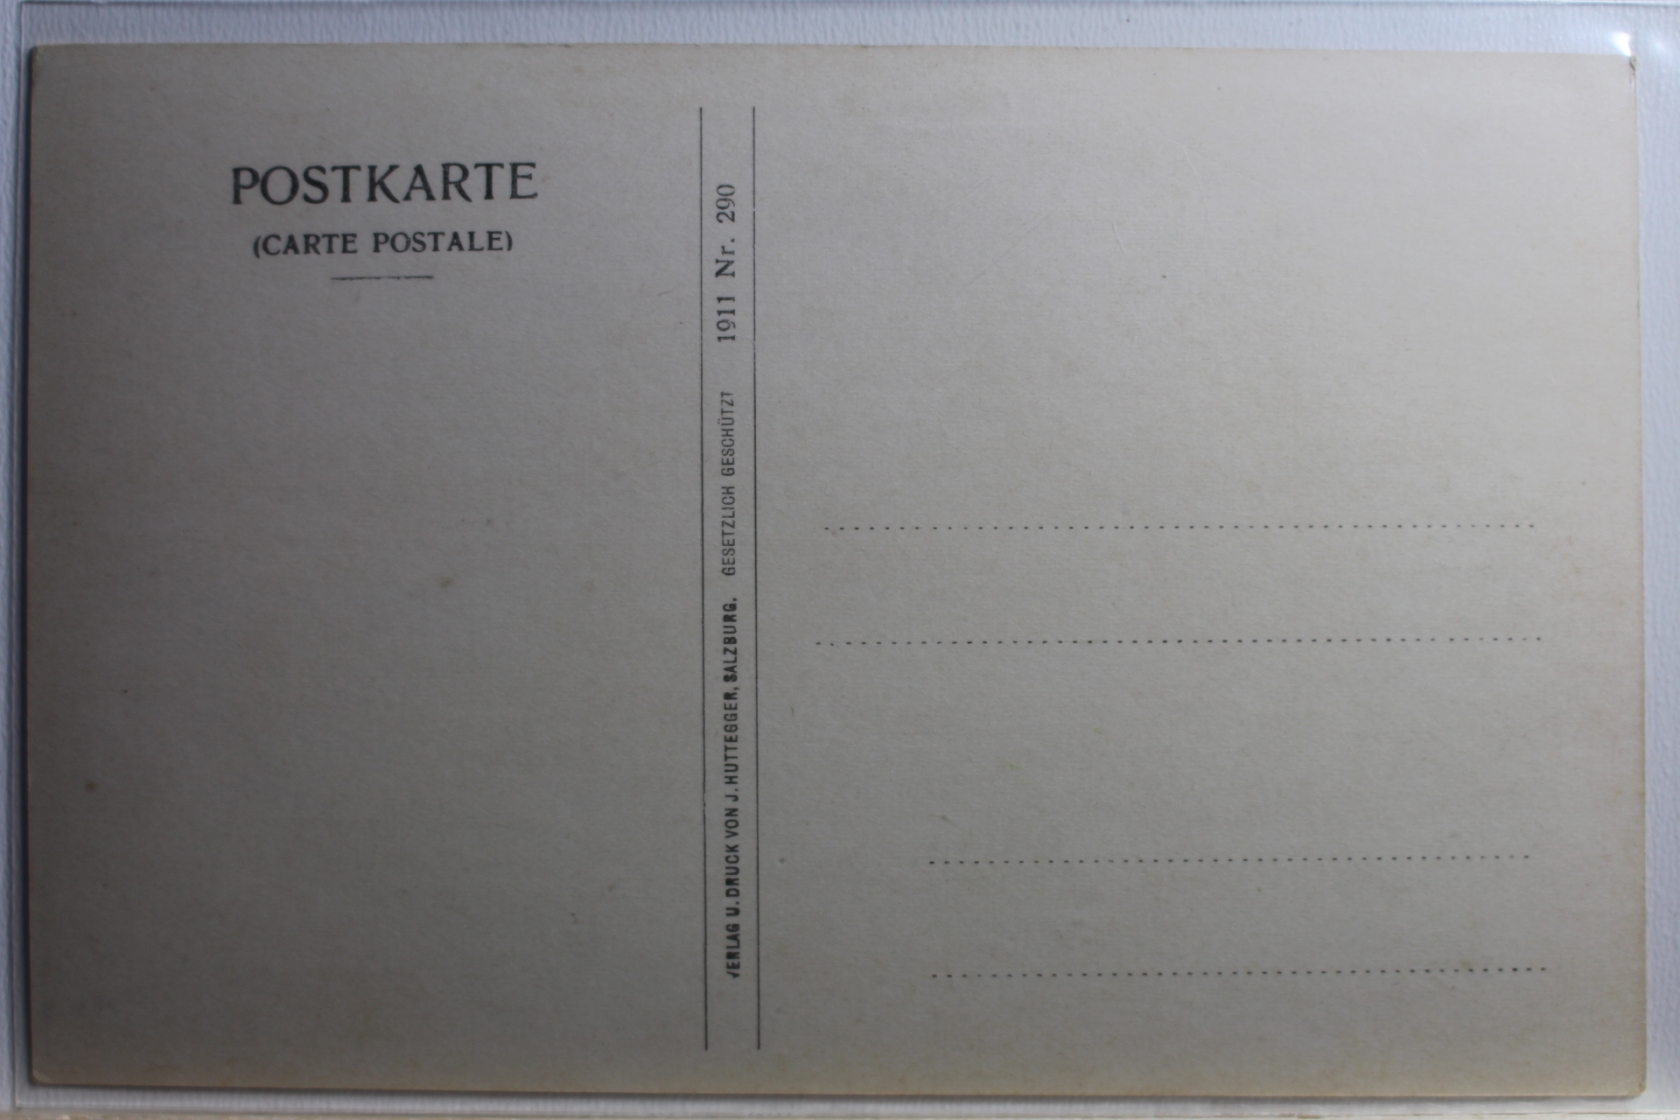 POSTKARTE
(CARTE POSTALE)
VERLAG U. DRUCK VON J. HUTTEGGER, SALZBURG. GESETZLICH GESCHÜTZT 1911 Nr. 290